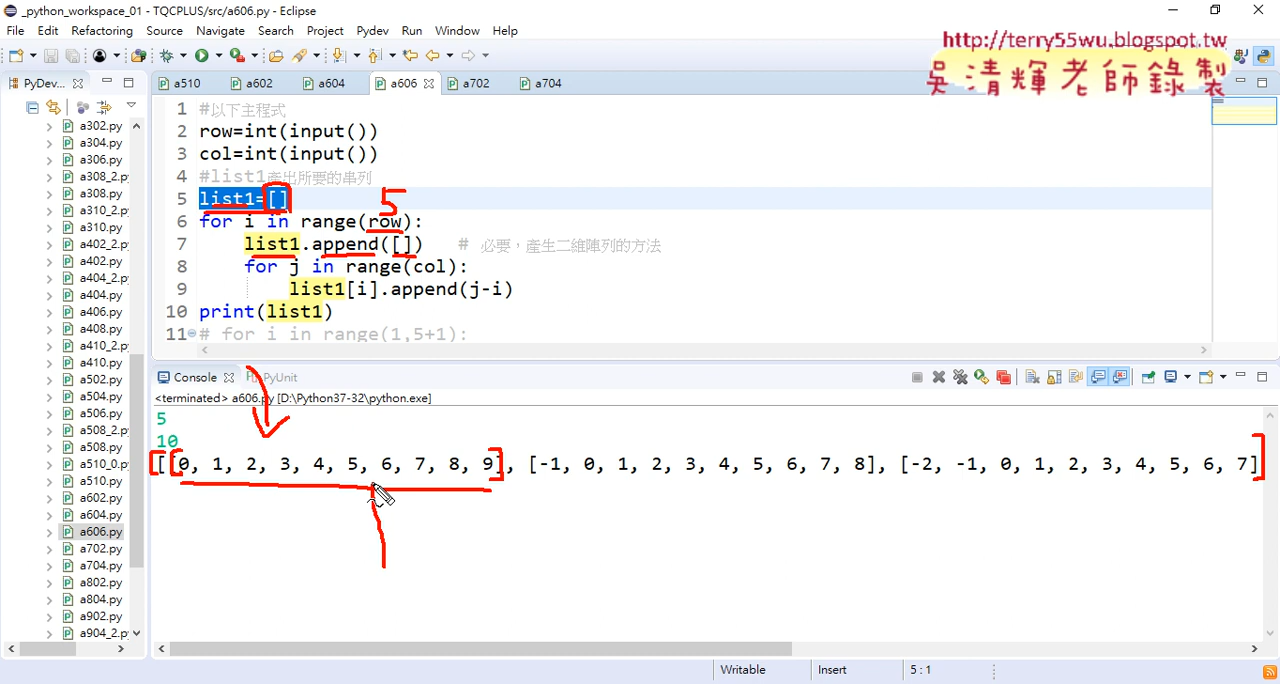 _python_workspace_01 - TQCPLUS/src/a606.py - Eclipse
File Edit Refactoring Source Navigate Search Project Pydev Run Window Help
http://terry55wu.blogspot.tw
吳清輝老師錄製
PyDev...
a510 a602 a604 a606 a702 a704
a302.py
a304.py
a306.py
a308_2.py
a308.py
a310_2.py
a310.py
a402_2.py
a402.py
a404_2.py
a404.py
a406.py
a408.py
a410_2.py
a410.py
a502.py
a504.py
a506.py
a508_2.py
a508.py
a510.0.py
a510.py
a602.py
a604.py
a606.py
a702.py
a704.py
a802.py
a804.py
a902.py
a904_2.py
1 #以下主程式
2 row=int(input())
3 col=int(input())
4 #list1產出所要的串列
5 list1=[]
5
6 for i in range(row):
7 list1.append([]) # 必要，產生二維陣列的方法
8 for j in range(col):
9 list1[i].append(j-i)
10 print(list1)
11 # for i in range(1,5+1):
Console PyUnit
<terminated> a606.py [D:\Python37-32\python.exe]
5
10
[[0, 1, 2, 3, 4, 5, 6, 7, 8, 9], [-1, 0, 1, 2, 3, 4, 5, 6, 7, 8], [-2, -1, 0, 1, 2, 3, 4, 5, 6, 7]
Writable Insert 5 : 1